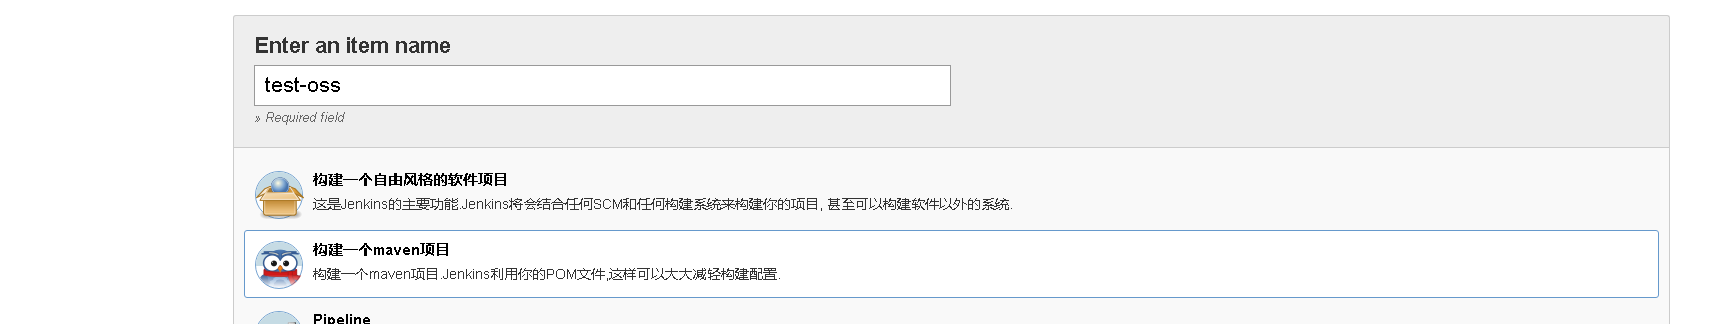 Enter an item name
test-oss
» Required field
构建一个自由风格的软件项目
这是Jenkins的主要功能.Jenkins将会结合任何SCM和任何构建系统来构建你的项目, 甚至可以构建软件以外的系统.
构建一个maven项目
构建一个maven项目.Jenkins利用你的POM文件,这样可以大大减轻构建配置.
Pipeline